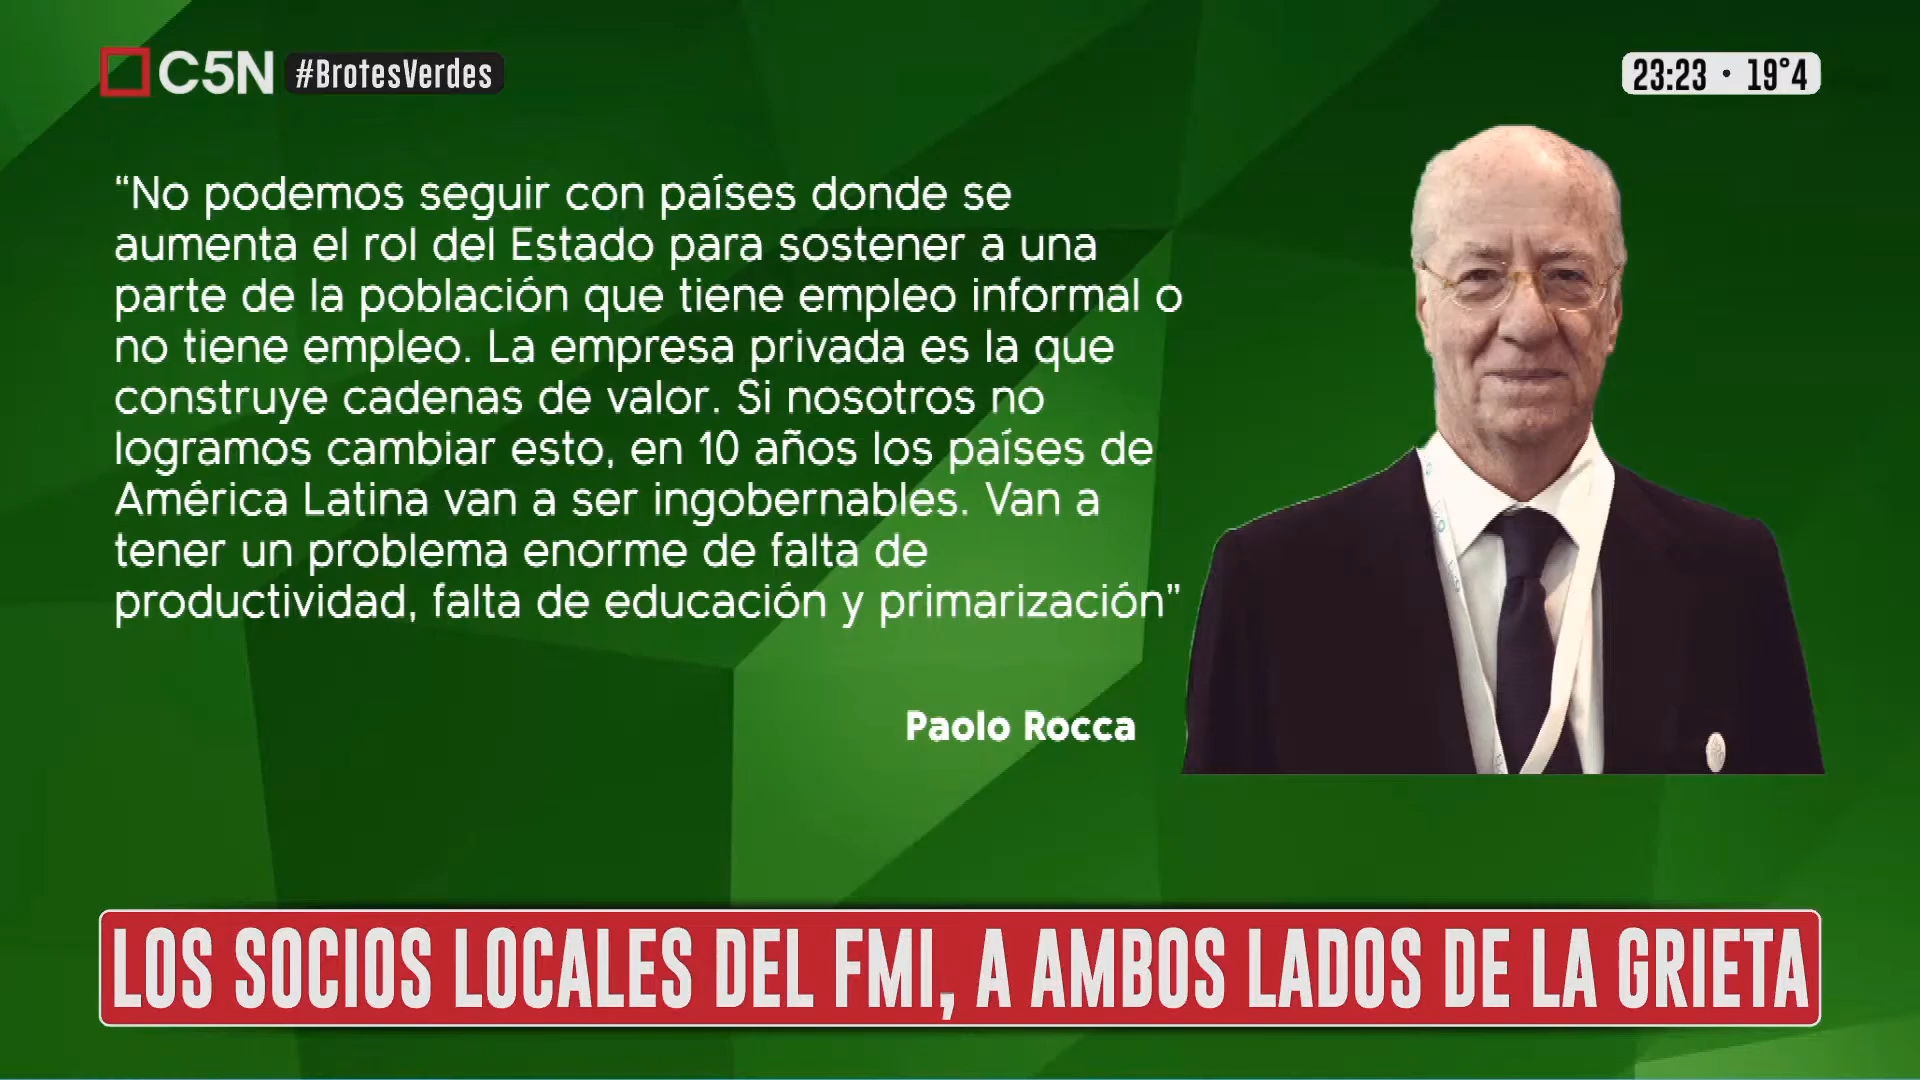 C5N #BrotesVerdes
23:23 · 19°4
“No podemos seguir con países donde se
aumenta el rol del Estado para sostener a una
parte de la población que tiene empleo informal o
no tiene empleo. La empresa privada es la que
construye cadenas de valor. Si nosotros no
logramos cambiar esto, en 10 años los países de
América Latina van a ser ingobernables. Van a
tener un problema enorme de falta de
productividad, falta de educación y primarización”
Paolo Rocca
LOS SOCIOS LOCALES DEL FMI, A AMBOS LADOS DE LA GRIETA